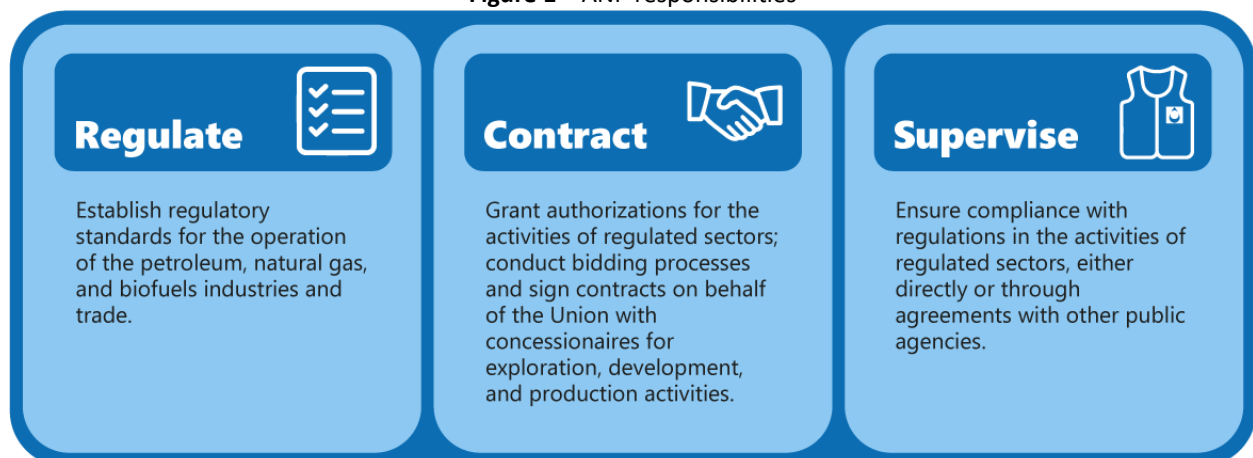 Figure – ANP responsibilities
Regulate
Establish regulatory
standards for the operation
of the petroleum, natural gas,
and biofuels industries and
trade.
Contract
Grant authorizations for the
activities of regulated sectors;
conduct bidding processes
and sign contracts on behalf
of the Union with
concessionaires for
exploration, development,
and production activities.
Supervise
Ensure compliance with
regulations in the activities of
regulated sectors, either
directly or through
agreements with other public
agencies.